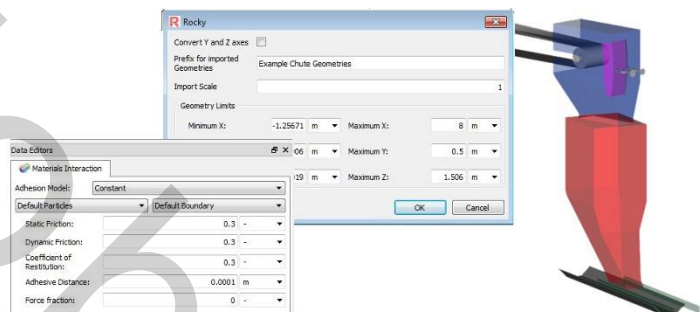 Rocky
Convert Y and Z axes
Prefix for imported Geometries
Example Chute Geometries
Import Scale
1
Geometry Limits
Minimum X: -1.25671 m Maximum X: 8 m
006 m Maximum Y: 0.5 m
19 m Maximum Z: 1.506 m
OK Cancel
Data Editors
Materials Interaction
Adhesion Model: Constant
Default Particles Default Boundary
Static Friction: 0.3 -
Dynamic Friction: 0.3 -
Coefficient of
Restitution: 0.3 -
Adhesive Distance: 0.0001 m
Force fraction: 0 -